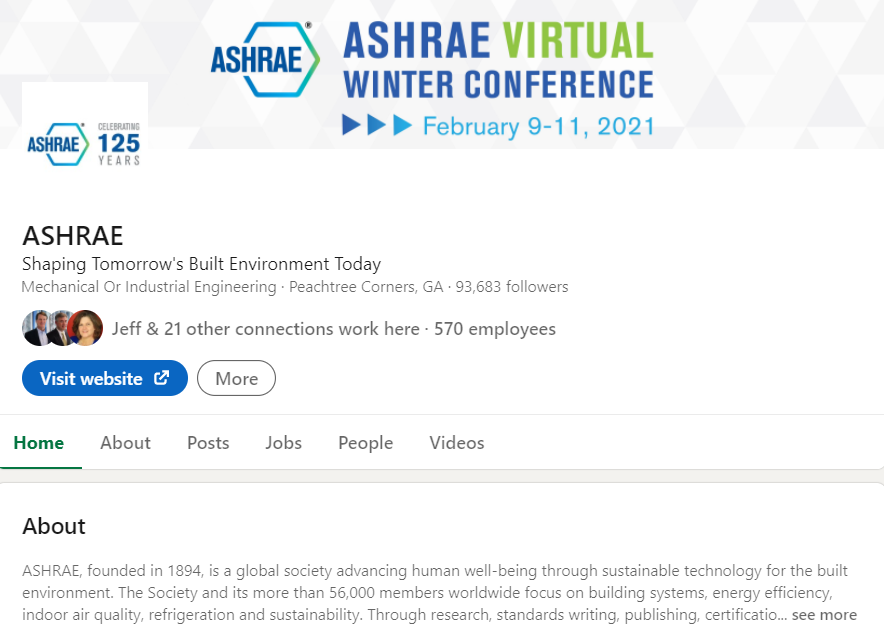 ASHRAE®
ASHRAE VIRTUAL
WINTER CONFERENCE
February 9-11, 2021
ASHRAE
CELEBRATING
125
YEARS
ASHRAE
Shaping Tomorrow's Built Environment Today
Mechanical Or Industrial Engineering · Peachtree Corners, GA · 93,683 followers
Jeff & 21 other connections work here · 570 employees
Visit website
More
Home About Posts Jobs People Videos
About
ASHRAE, founded in 1894, is a global society advancing human well-being through sustainable technology for the built
environment. The Society and its more than 56,000 members worldwide focus on building systems, energy efficiency,
indoor air quality, refrigeration and sustainability. Through research, standards writing, publishing, certificatio... see more